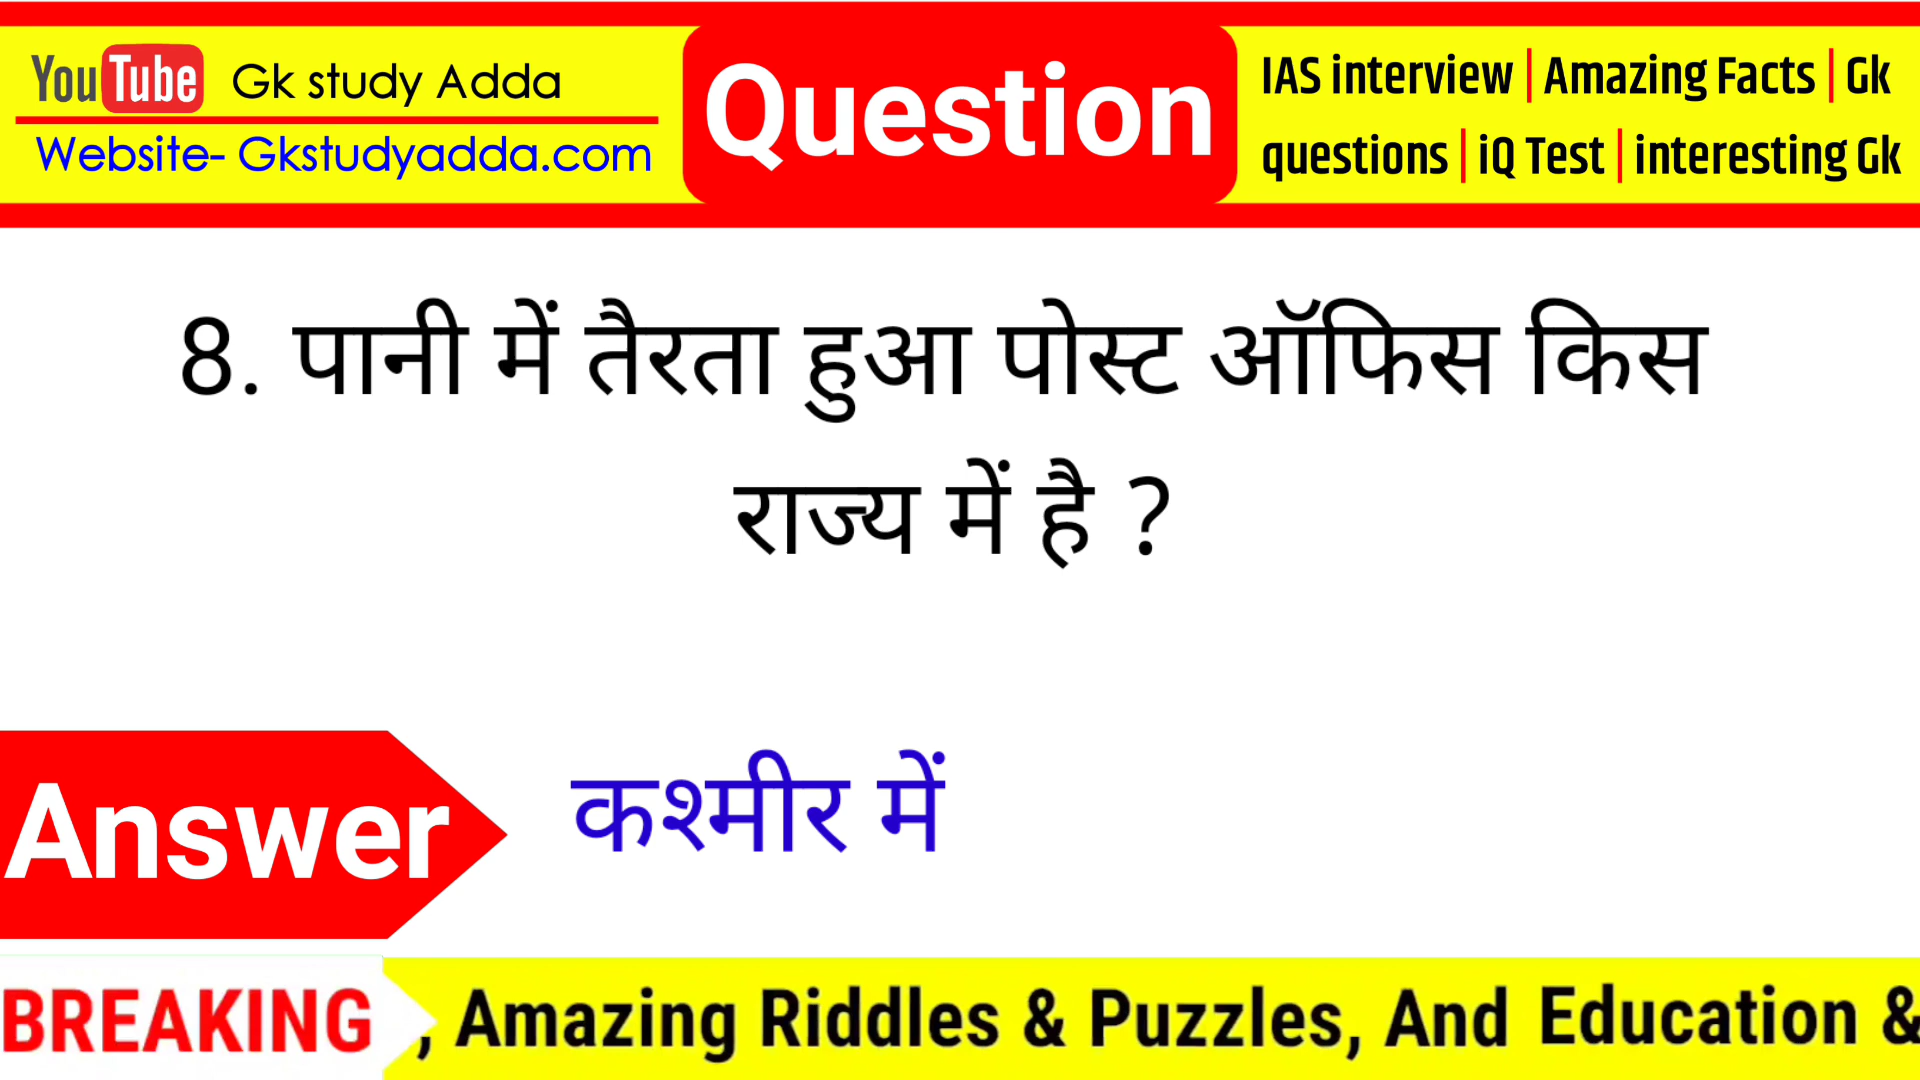 YouTube Gk study Adda
Website- Gkstudyadda.com
Question
IAS interview | Amazing Facts | Gk
questions | iQ Test | interesting Gk
8. पानी में तैरता हुआ पोस्ट ऑफिस किस
राज्य में है ?
Answer
कश्मीर में
BREAKING , Amazing Riddles & Puzzles, And Education &